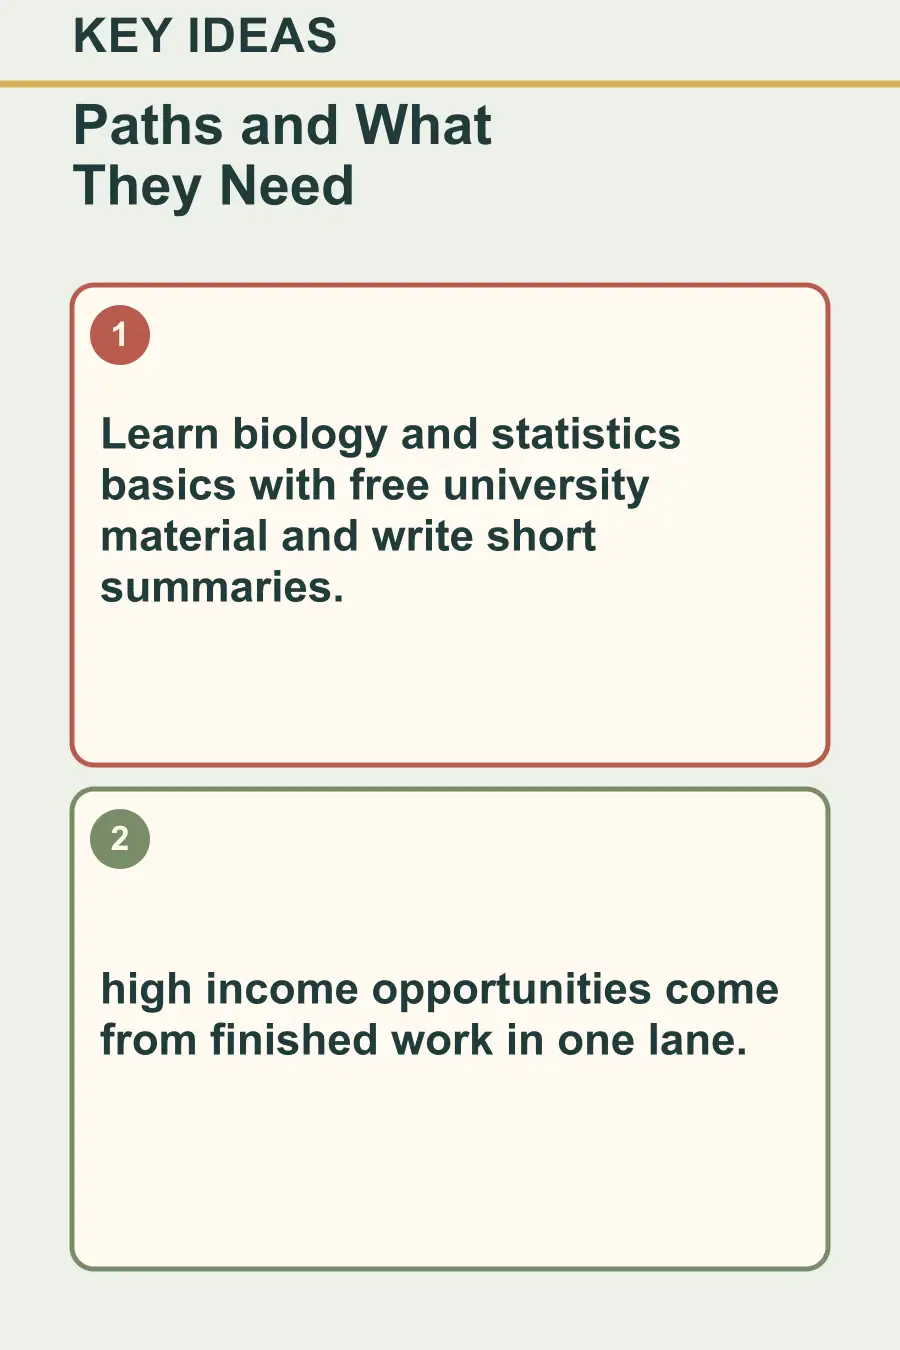 KEY IDEAS
Paths and What
They Need
1
Learn biology and statistics
basics with free university
material and write short
summaries.
2
high income opportunities come
from finished work in one lane.